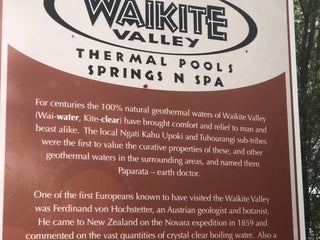 WAIKITE
VALLEY
THERMAL POOLS
SPRINGS N SPA
For centuries the 100% natural geothermal waters of Waikite Valley
(Wai-water, Kite-clear) have brought comfort and relief to man and
beast alike. The local Ngati Kahu Upoki and Tuhourangi sub-tribes
were the first to value the curative properties of these, and other
geothermal waters in the surrounding areas, and named them
Paparata – earth doctor.
One of the first Europeans known to have visited the Waikite Valley
was Ferdinand von Hochstetter, an Austrian geologist and botanist.
He came to New Zealand on the Novara expedition in 1859 and
commented on the vast quantities of crystal clear boiling water. Also a